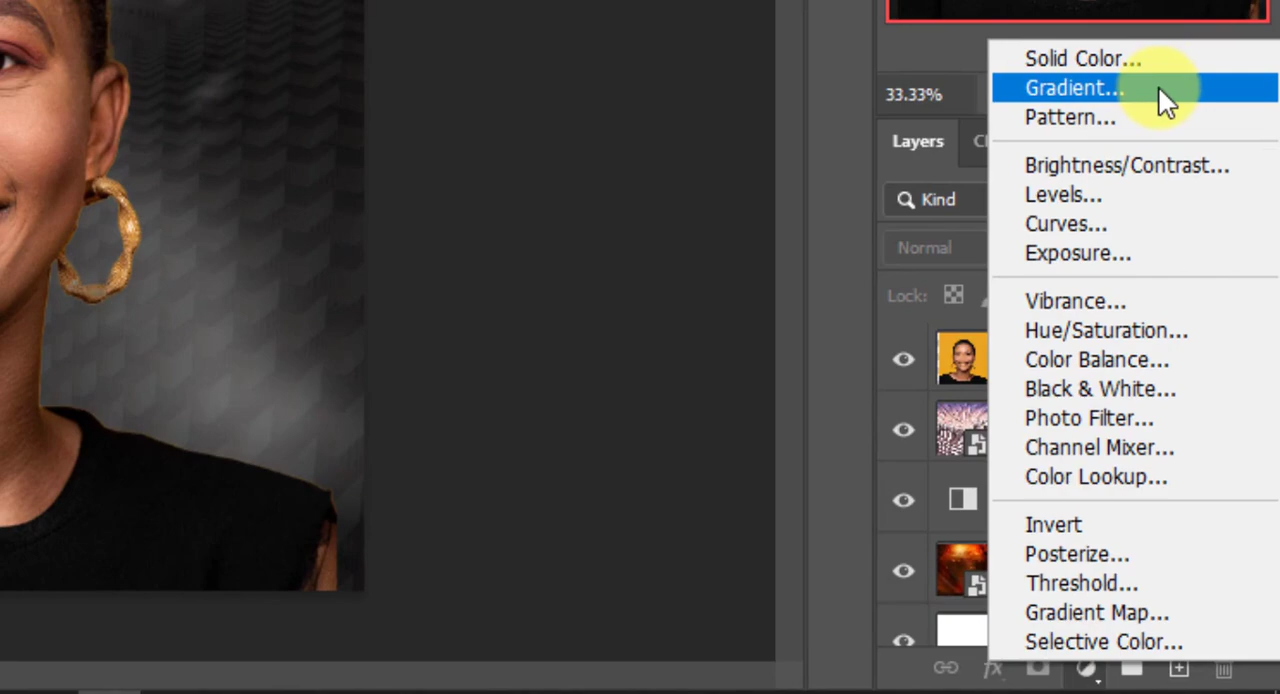 Solid Color...
Gradient...
33.33%
Pattern...
Layers
Brightness/Contrast...
Levels...
Kind
Curves...
Normal
Exposure...
Lock:
Vibrance...
Hue/Saturation...
Color Balance...
Black & White...
Photo Filter...
Channel Mixer...
Color Lookup...
Invert
Posterize...
Threshold...
Gradient Map...
Selective Color...
fx